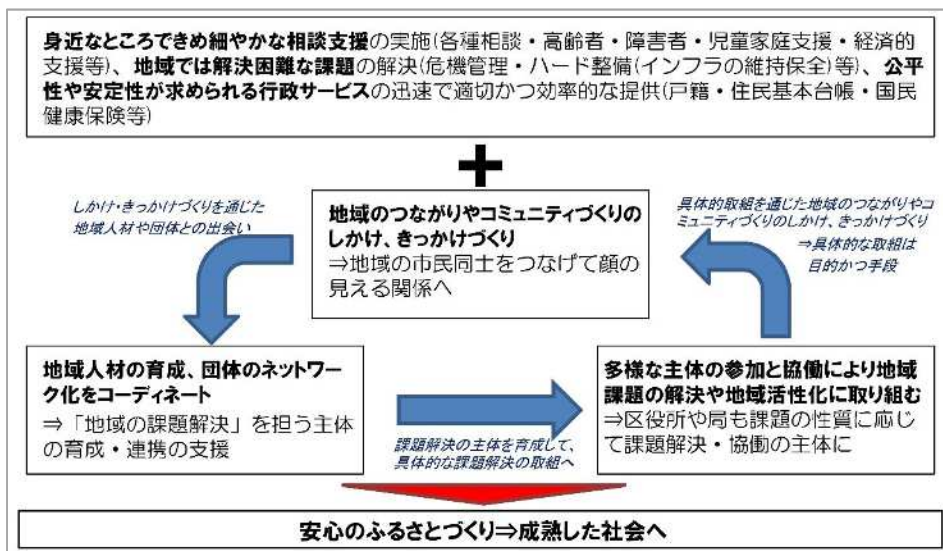 身近なところできめ細やかな相談支援の実施(各種相談・高齢者・障害者・児童家庭支援・経済的
支援等)、地域では解決困難な課題の解決(危機管理・ハード整備(インフラの維持保全)等)、公平
性や安定性が求められる行政サービスの迅速で適切かつ効率的な提供(戸籍・住民基本台帳・国民
健康保険等)
+
しかけ・きっかけづくりを通じた
地域人材や団体との出会い
地域のつながりやコミュニティづくりの
しかけ、きっかけづくり
⇒地域の市民同士をつなげて顔の
見える関係へ
具体的取組を通じた地域のつながりやコ
ミュニティづくりのしかけ、きっかけづくり
⇒具体的な取組は
目的かつ手段
地域人材の育成、団体のネットワー
ク化をコーディネート
⇒「地域の課題解決」を担う主体
の育成・連携の支援
課題解決の主体を育成して、
具体的な課題解決の取組へ
多様な主体の参加と協働により地域
課題の解決や地域活性化に取り組む
⇒区役所や局も課題の性質に応じ
て課題解決・協働の主体に
安心のふるさとづくり⇒成熟した社会へ